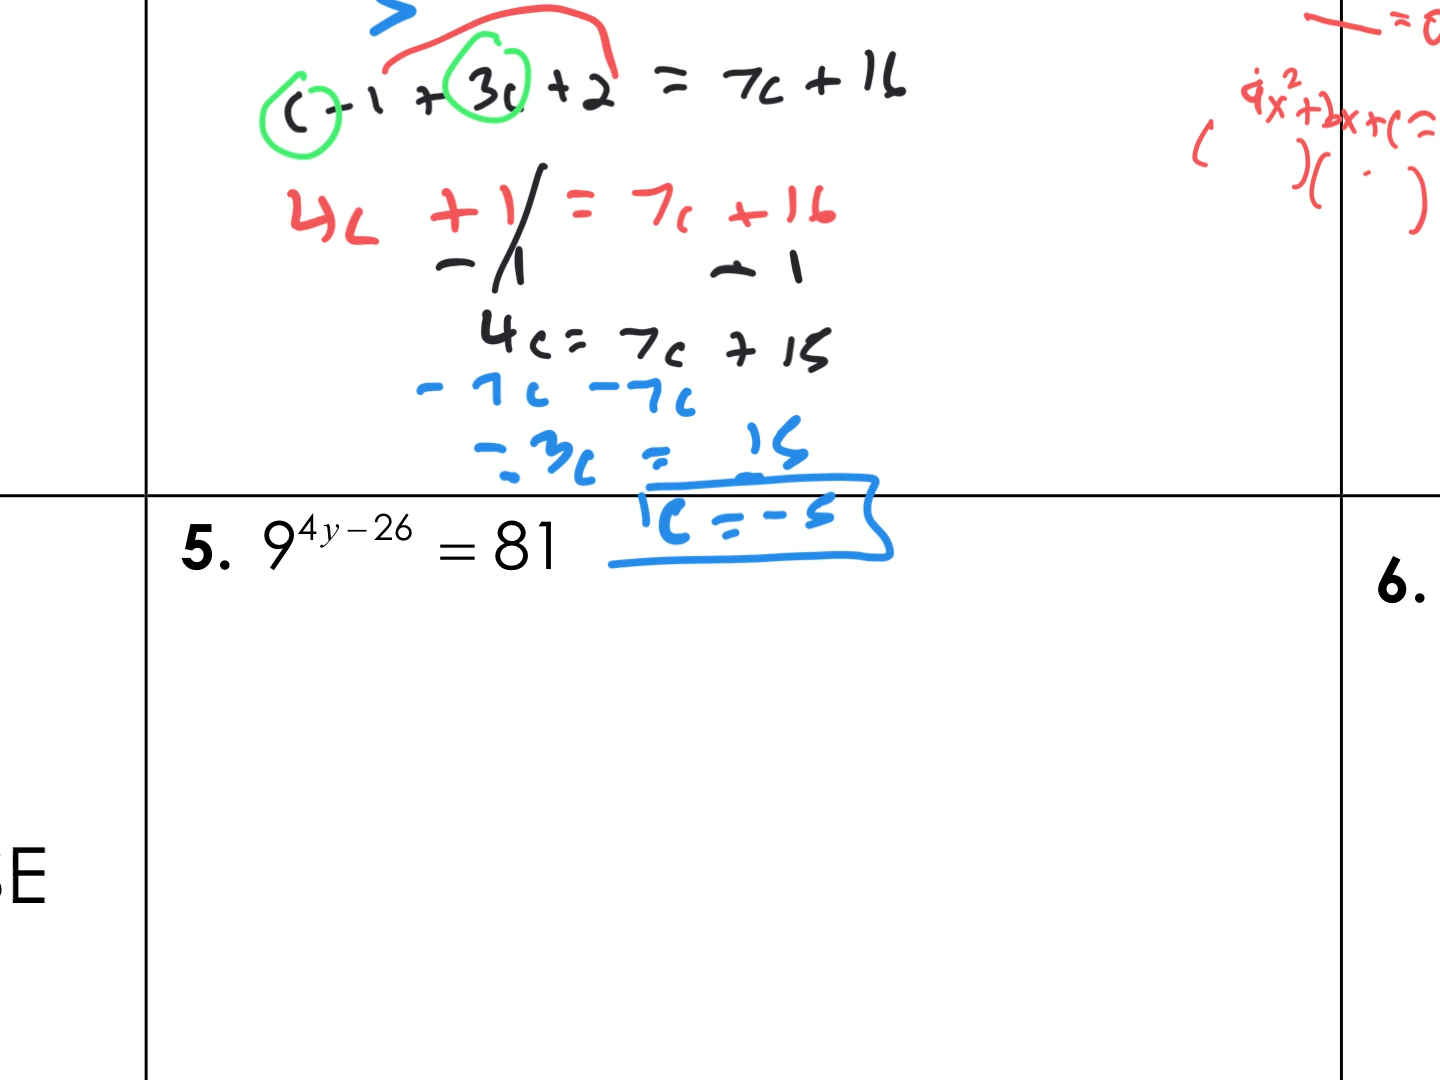 c - 1 + 3c + 2 = 7c + 16
4c + 1 = 7c + 16
- 1 - 1
4c = 7c + 15
- 7c - 7c
- 3c = 15
c = - 5
5. 9^{4y-26} = 81
= 0
ax² + bx + c =
( )( )
6.
E